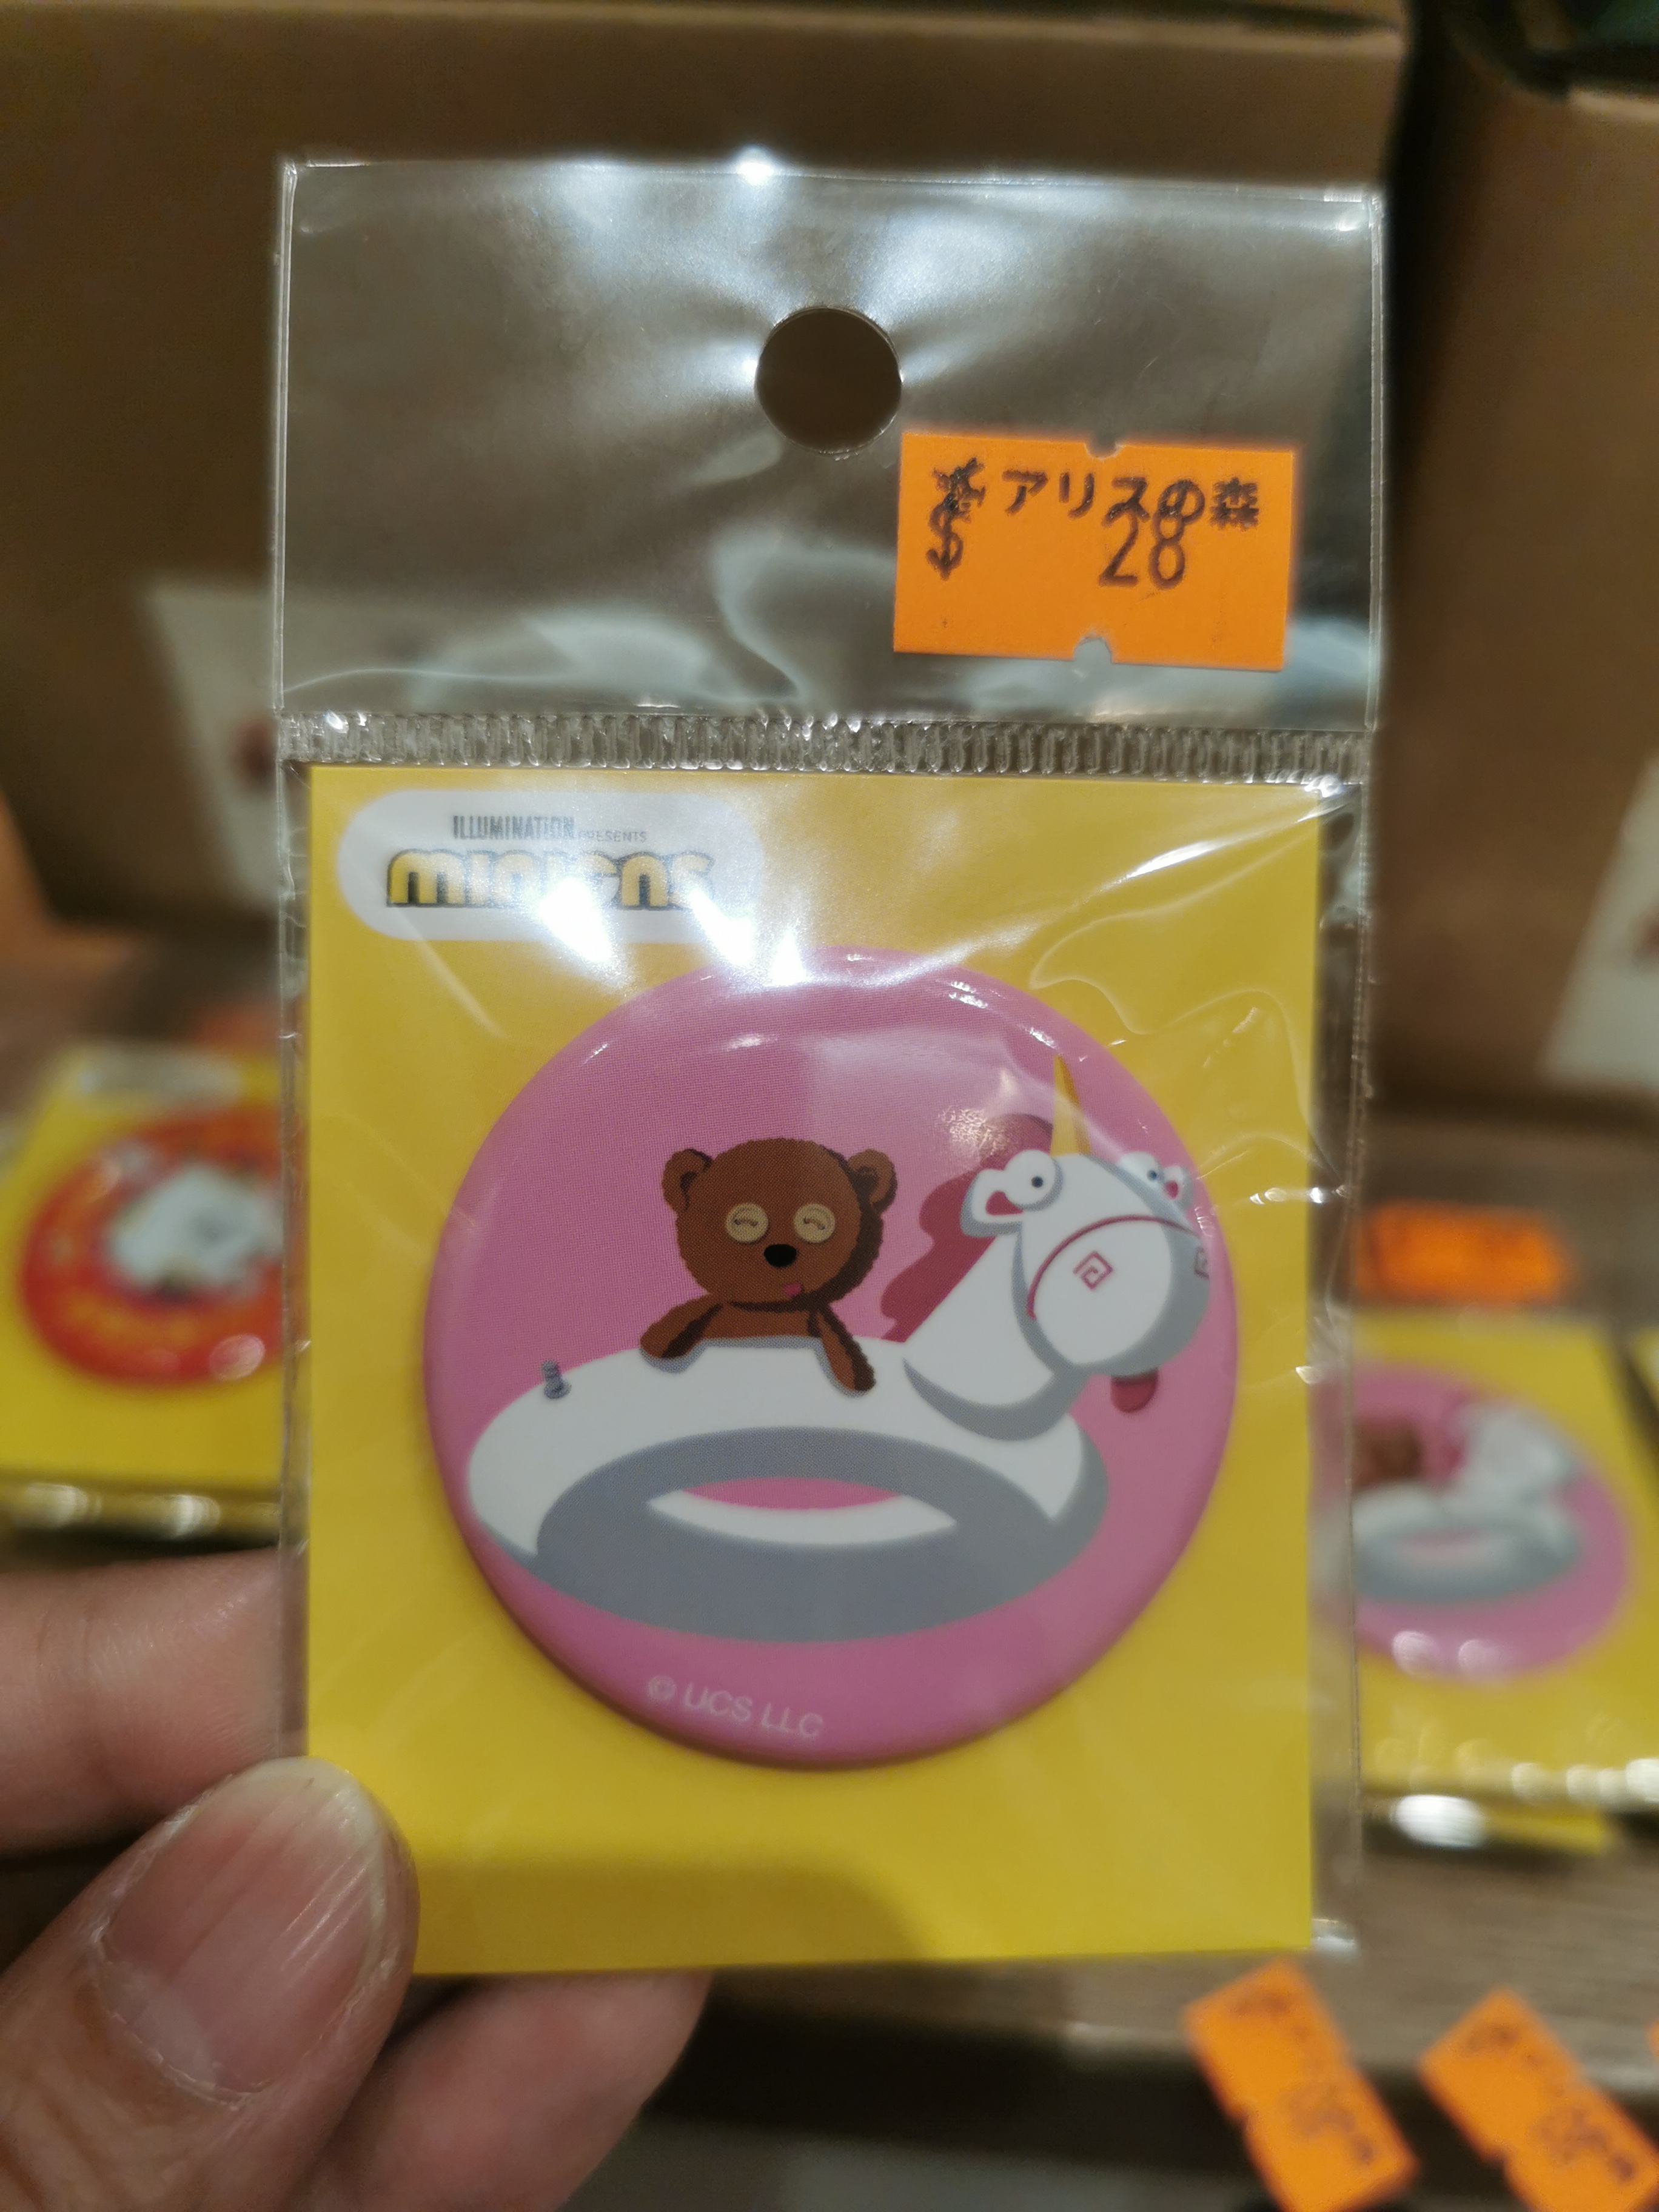 アリスの森
$ 28
ILLUMINATION PRESENTS
minions
© UCS LLC